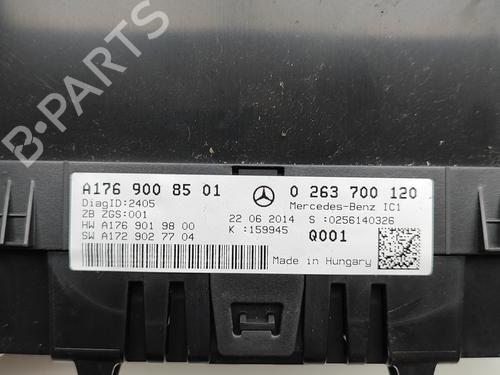 B-PARTS
A176 900 85 01
DiagID:2405
ZB ZGS:001
HW A176 901 98 00
SW A172 902 77 04
0 263 700 120
Mercedes-Benz IC1
22 06 2014 S :0256140326
K :159945 Q001
Made in Hungary